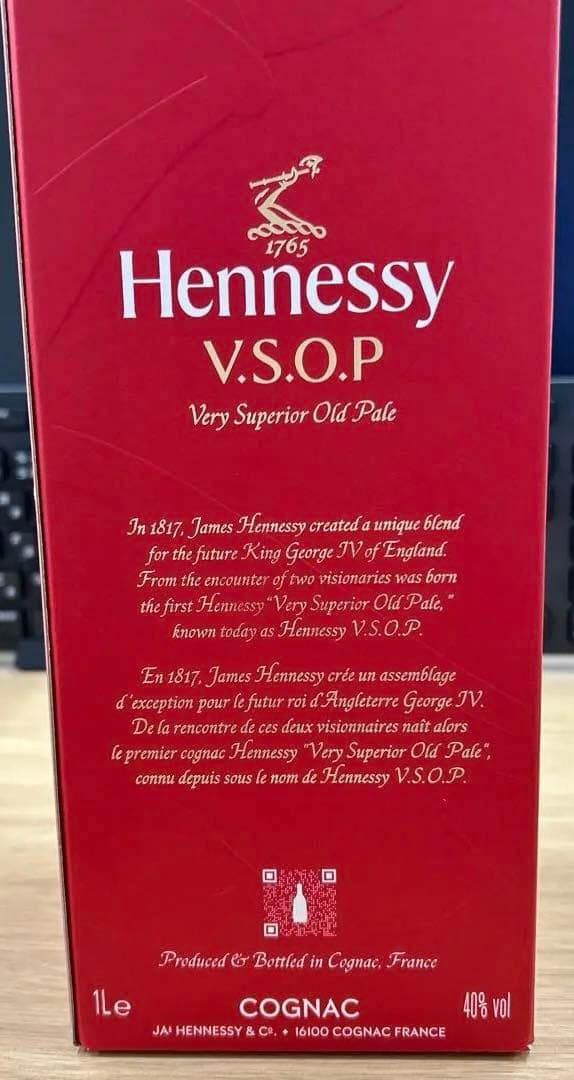 1765
Hennessy
V.S.O.P
Very Superior Old Pale
In 1817, James Hennessy created a unique blend
for the future King George IV of England.
From the encounter of two visionaries was born
the first Hennessy “Very Superior Old Pale,”
known today as Hennessy V.S.O.P.
En 1817, James Hennessy crée un assemblage
d'exception pour le futur roi d'Angleterre George IV.
De la rencontre de ces deux visionnaires naît alors
le premier cognac Hennessy "Very Superior Old Pale",
connu depuis sous le nom de Hennessy V.S.O.P.
Produced & Bottled in Cognac, France
1L e COGNAC 40% vol
JAS HENNESSY & Co. • 16100 COGNAC FRANCE